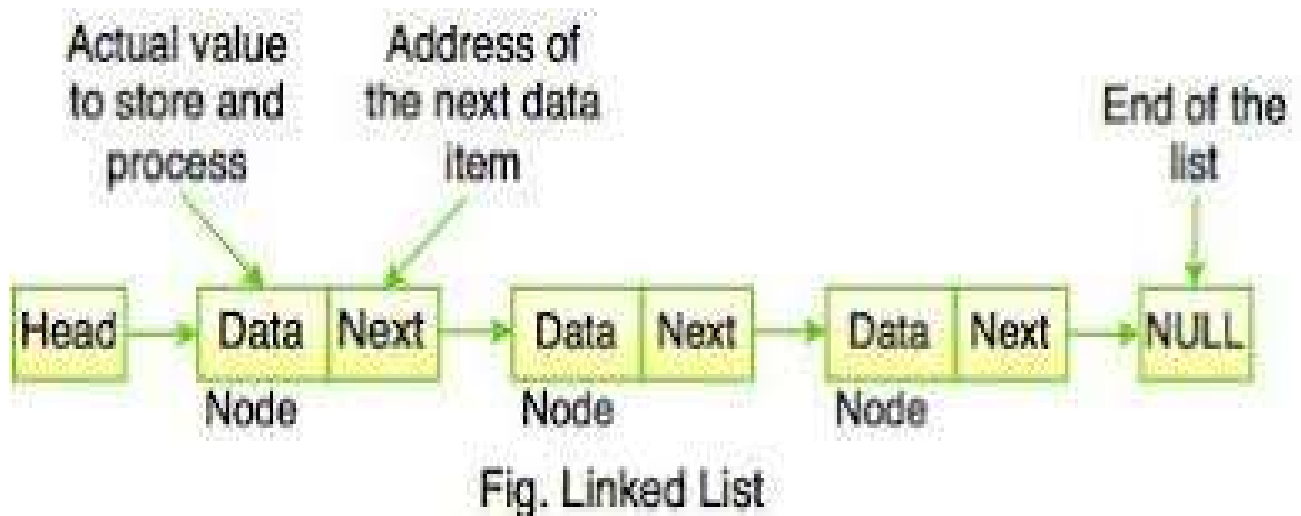 Actual value
to store and
process
Address of
the next data
item
End of the
list
Head
Data Next
Data Next
Data Next
NULL
Node
Node
Node
Fig. Linked List